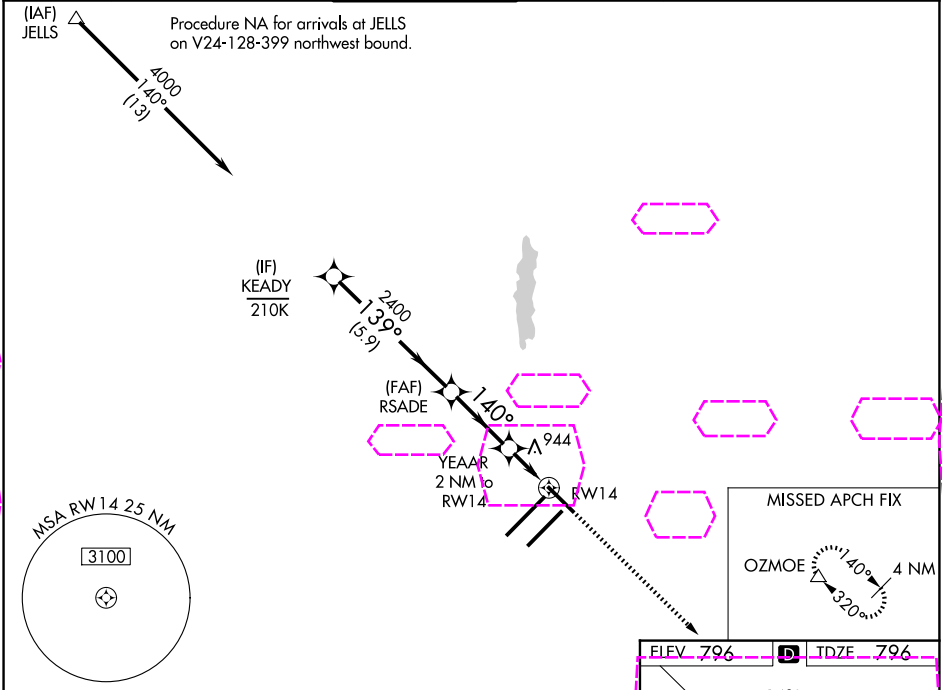 (IAF)
JELLS
Procedure NA for arrivals at JELLS
on V24-128-399 northwest bound.
4000
140°
(13)
(IF)
KEADY
210K
2400
139°
(5.9)
(FAF)
RSADE
140°
944
YEAAR
2 NM to
RW14
RW14
MSA RW14 25 NM
3100
MISSED APCH FIX
OZMOE
140°
4 NM
320°
ELEV 796 D TDZE 796